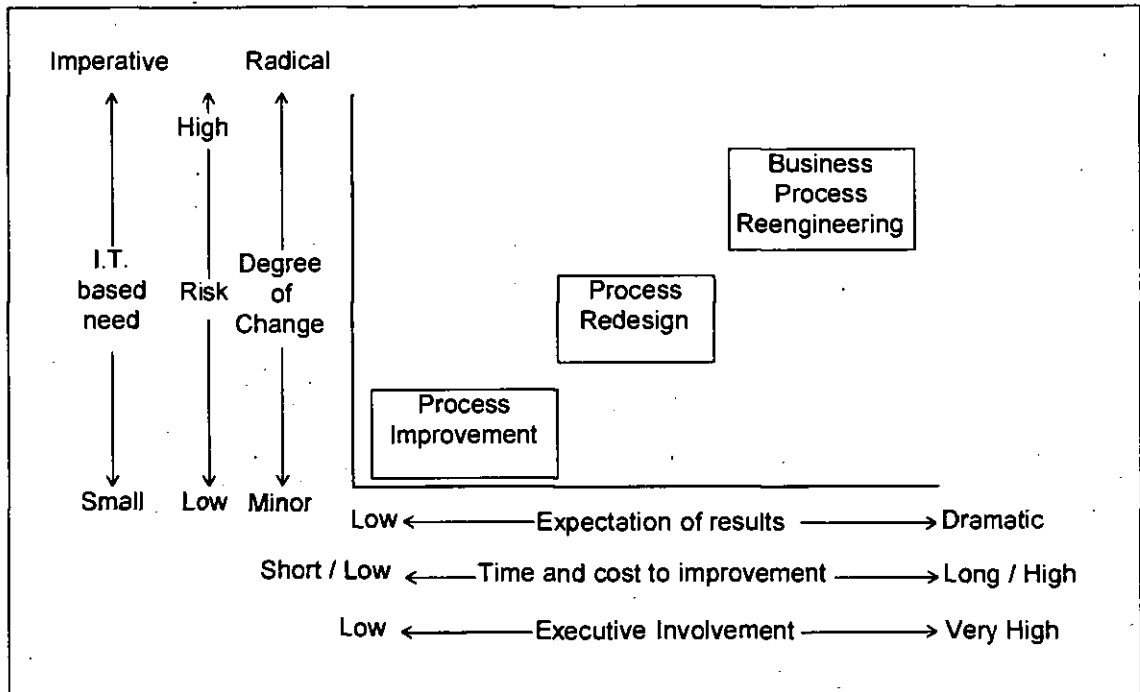 Imperative
Radical
High
Business
Process
Reengineering
I.T.
based
need
Risk
Degree
of
Change
Process
Redesign
Process
Improvement
Small
Low
Minor
Low
Expectation of results
Dramatic
Short / Low
Time and cost to improvement
Long / High
Low
Executive Involvement
Very High